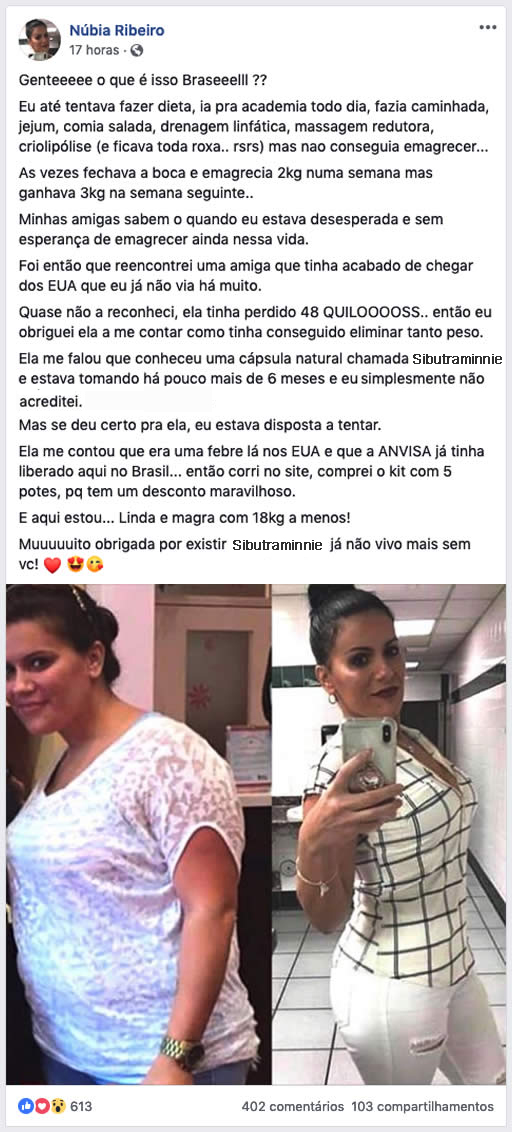 Núbia Ribeiro
17 horas ·
Genteeeee o que é isso Braseeelll ??
Eu até tentava fazer dieta, ia pra academia todo dia, fazia caminhada,
jejum, comia salada, drenagem linfática, massagem redutora,
criolipólise (e ficava toda roxa.. rsrs) mas nao conseguia emagrecer...
As vezes fechava a boca e emagrecia 2kg numa semana mas
ganhava 3kg na semana seguinte..
Minhas amigas sabem o quando eu estava desesperada e sem
esperança de emagrecer ainda nessa vida.
Foi então que reencontrei uma amiga que tinha acabado de chegar
dos EUA que eu já não via há muito.
Quase não a reconheci, ela tinha perdido 48 QUILOOOOSS.. então eu
obriguei ela a me contar como tinha conseguido eliminar tanto peso.
Ela me falou que conheceu uma cápsula natural chamada Sibutraminnie
e estava tomando há pouco mais de 6 meses e eu simplesmente não
acreditei.
Mas se deu certo pra ela, eu estava disposta a tentar.
Ela me contou que era uma febre lá nos EUA e que a ANVISA já tinha
liberado aqui no Brasil... então corri no site, comprei o kit com 5
potes, pq tem um desconto maravilhoso.
E aqui estou... Linda e magra com 18kg a menos!
Muuuuuito obrigada por existir Sibutraminnie já não vivo mais sem
vc! ❤️ 😍😘
613 402 comentários 103 compartilhamentos